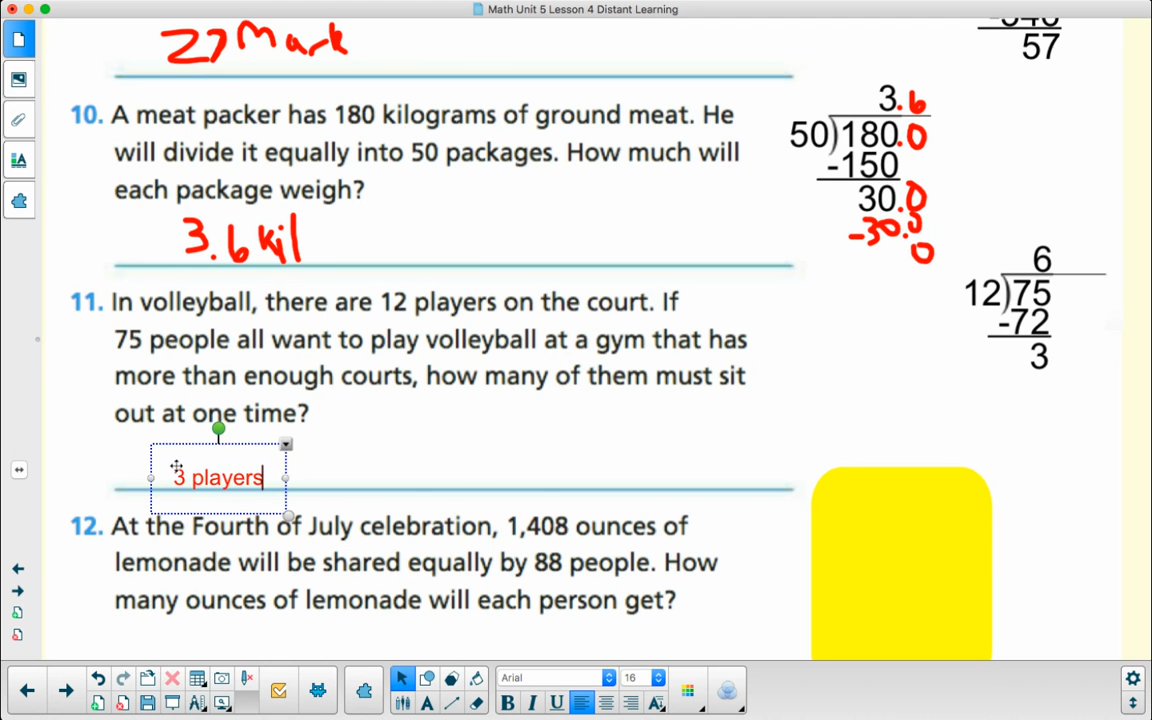 Math Unit 5 Lesson 4 Distant Learning
27 Mark
57
10. A meat packer has 180 kilograms of ground meat. He
will divide it equally into 50 packages. How much will
each package weigh?
3.6 kil
3.6
50)180.0
-150
30.0
-30.0
0
11. In volleyball, there are 12 players on the court. If
75 people all want to play volleyball at a gym that has
more than enough courts, how many of them must sit
out at one time?
3 players
6
12)75
-72
3
12. At the Fourth of July celebration, 1,408 ounces of
lemonade will be shared equally by 88 people. How
many ounces of lemonade will each person get?
Arial
16
B I U